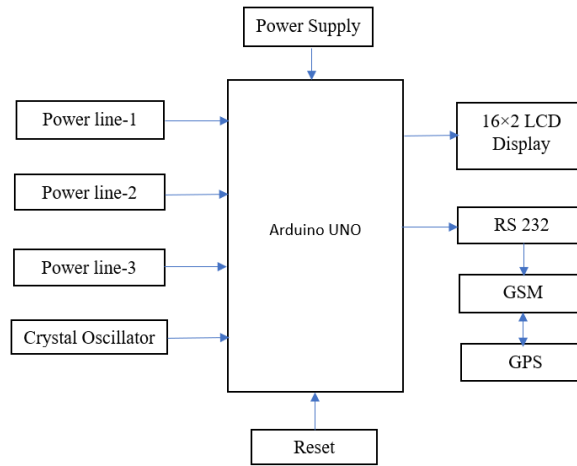 Power Supply
Power line-1
Power line-2
Power line-3
Crystal Oscillator
Arduino UNO
16×2 LCD
Display
RS 232
GSM
GPS
Reset